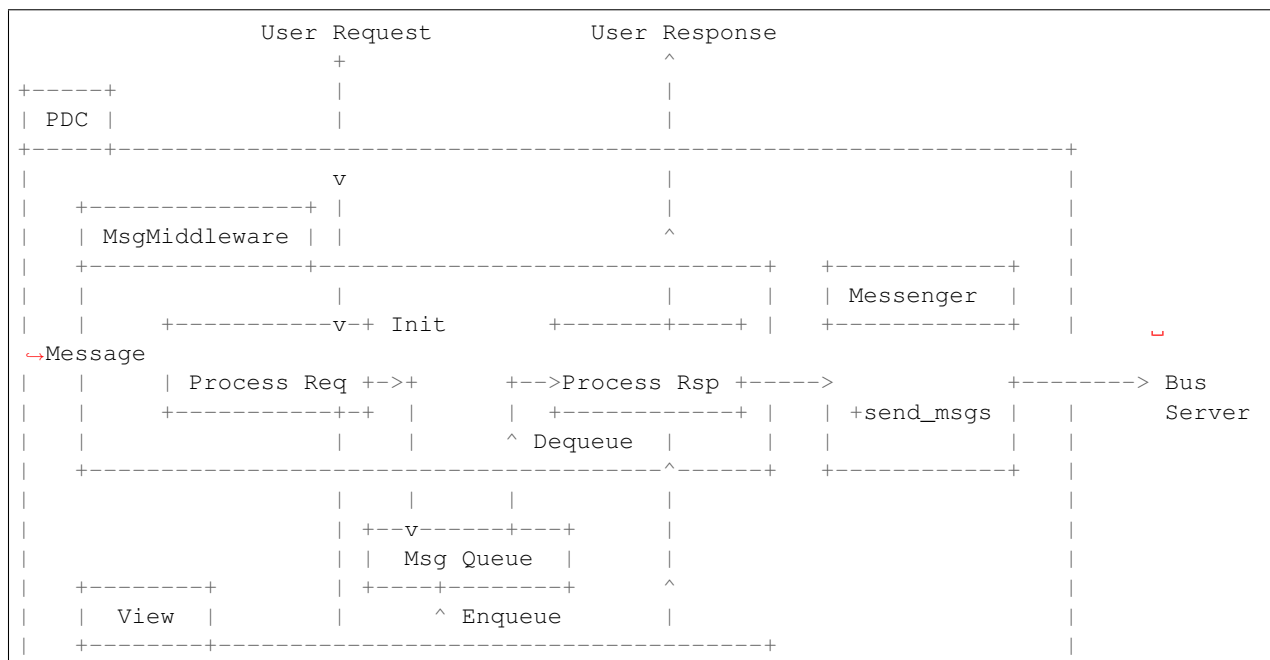 User Request User Response
PDC
MsgMiddleware
Messenger
Init
Message
Process Req Process Rsp Bus
send_msgs Server
Dequeue
Msg Queue
View Enqueue